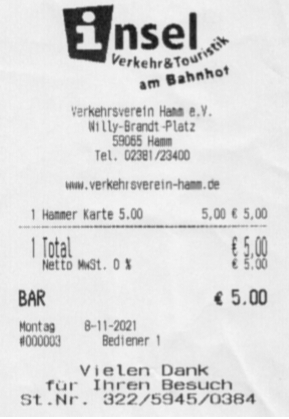 insel
Verkehr&Touristik
am Bahnhof
Verkehrsverein Hamm e.V.
Willy-Brandt-Platz
59065 Hamm
Tel. 02381/23400
www.verkehrsverein-hamm.de
1 Hammer Karte 5.00 5,00 € 5,00
1 Total € 5,00
Netto MwSt. 0 % € 5.00
BAR € 5.00
Montag 8-11-2021
#000003 Bediener 1
Vielen Dank
für Ihren Besuch
St.Nr. 322/5945/0384